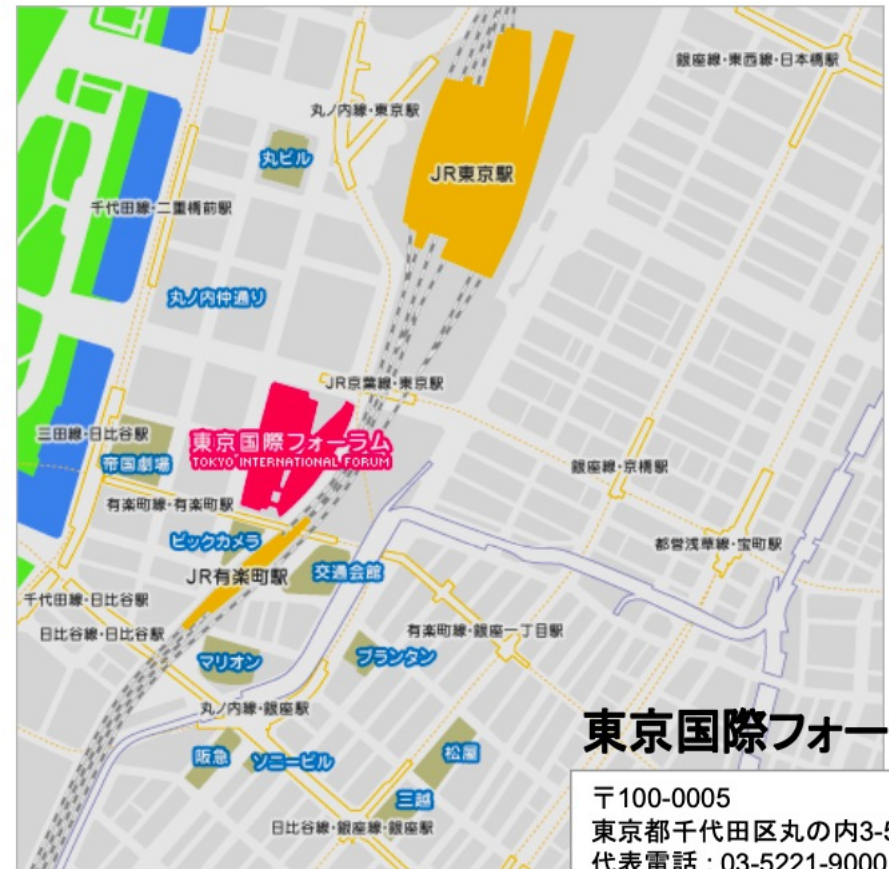 銀座線・東西線・日本橋駅
丸ノ内線・東京駅
丸ビル
JR東京駅
千代田線・二重橋前駅
丸ノ内仲通り
JR京葉線・東京駅
三田線・日比谷駅
東京国際フォーラム
TOKYO INTERNATIONAL FORUM
帝国劇場
銀座線・京橋駅
有楽町線・有楽町駅
ビックカメラ
都営浅草線・宝町駅
JR有楽町駅
交通会館
千代田線・日比谷駅
日比谷線・日比谷駅
有楽町線・銀座一丁目駅
マリオン
プランタン
丸ノ内線・銀座駅
東京国際フォー
阪急
ソニービル
松屋
三越
日比谷線・銀座線・銀座駅
〒100-0005
東京都千代田区丸の内3-5
代表電話 : 03-5221-9000